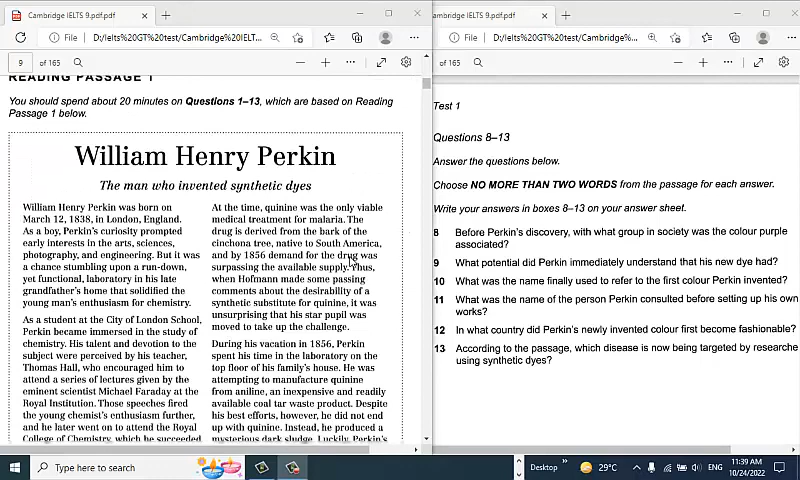 Cambridge IELTS 9.pdf.pdf
File
D:/Ielts%20GT%20test/Cambridge%20IELT...
9
of 165
READING PASSAGE 1
You should spend about 20 minutes on Questions 1–13, which are based on Reading
Passage 1 below.
William Henry Perkin
The man who invented synthetic dyes
William Henry Perkin was born on
March 12, 1838, in London, England.
As a boy, Perkin's curiosity prompted
early interests in the arts, sciences,
photography, and engineering. But it was
a chance stumbling upon a run-down,
yet functional, laboratory in his late
grandfather's home that solidified the
young man's enthusiasm for chemistry.
As a student at the City of London School,
Perkin became immersed in the study of
chemistry. His talent and devotion to the
subject were perceived by his teacher,
Thomas Hall, who encouraged him to
attend a series of lectures given by the
eminent scientist Michael Faraday at the
Royal Institution. Those speeches fired
the young chemist's enthusiasm further,
and he later went on to attend the Royal
College of Chemistry, which he succeeded
At the time, quinine was the only viable
medical treatment for malaria. The
drug is derived from the bark of the
cinchona tree, native to South America,
and by 1856 demand for the drug was
surpassing the available supply. Thus,
when Hofmann made some passing
comments about the desirability of a
synthetic substitute for quinine, it was
unsurprising that his star pupil was
moved to take up the challenge.
During his vacation in 1856, Perkin
spent his time in the laboratory on the
top floor of his family's house. He was
attempting to manufacture quinine
from aniline, an inexpensive and readily
available coal tar waste product. Despite
his best efforts, however, he did not end
up with quinine. Instead, he produced a
mysterious dark sludge. Luckily, Perkin's
ambridge IELTS 9.pdf.pdf
File
D:/Ielts%20GT%20test/Cambridge%...
of 165
Test 1
Questions 8–13
Answer the questions below.
Choose NO MORE THAN TWO WORDS from the passage for each answer.
Write your answers in boxes 8–13 on your answer sheet.
8 Before Perkin's discovery, with what group in society was the colour purple
associated?
9 What potential did Perkin immediately understand that his new dye had?
10 What was the name finally used to refer to the first colour Perkin invented?
11 What was the name of the person Perkin consulted before setting up his own
works?
12 In what country did Perkin's newly invented colour first become fashionable?
13 According to the passage, which disease is now being targeted by researche
using synthetic dyes?
Type here to search
Desktop
29°C
ENG
11:39 AM
10/24/2022